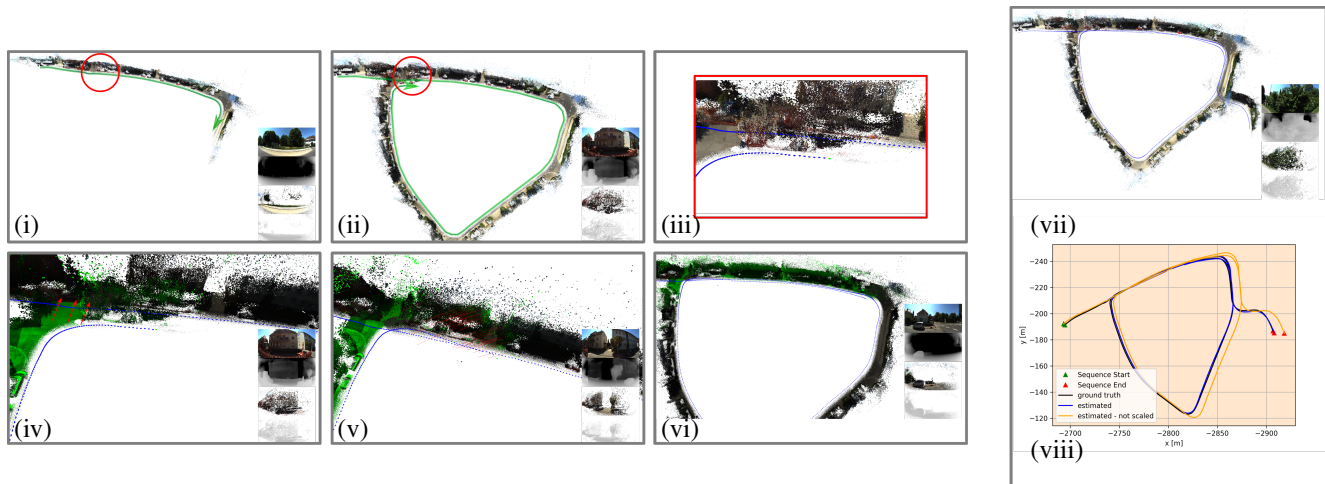 (i)
(ii)
(iii)
(iv)
(v)
(vi)
(vii)
−240
−220
−200
−180
−160
−140
−120
y [m]
Sequence Start
Sequence End
ground truth
estimated
estimated - not scaled
−2700
−2750
−2800
−2850
−2900
x [m]
(viii)